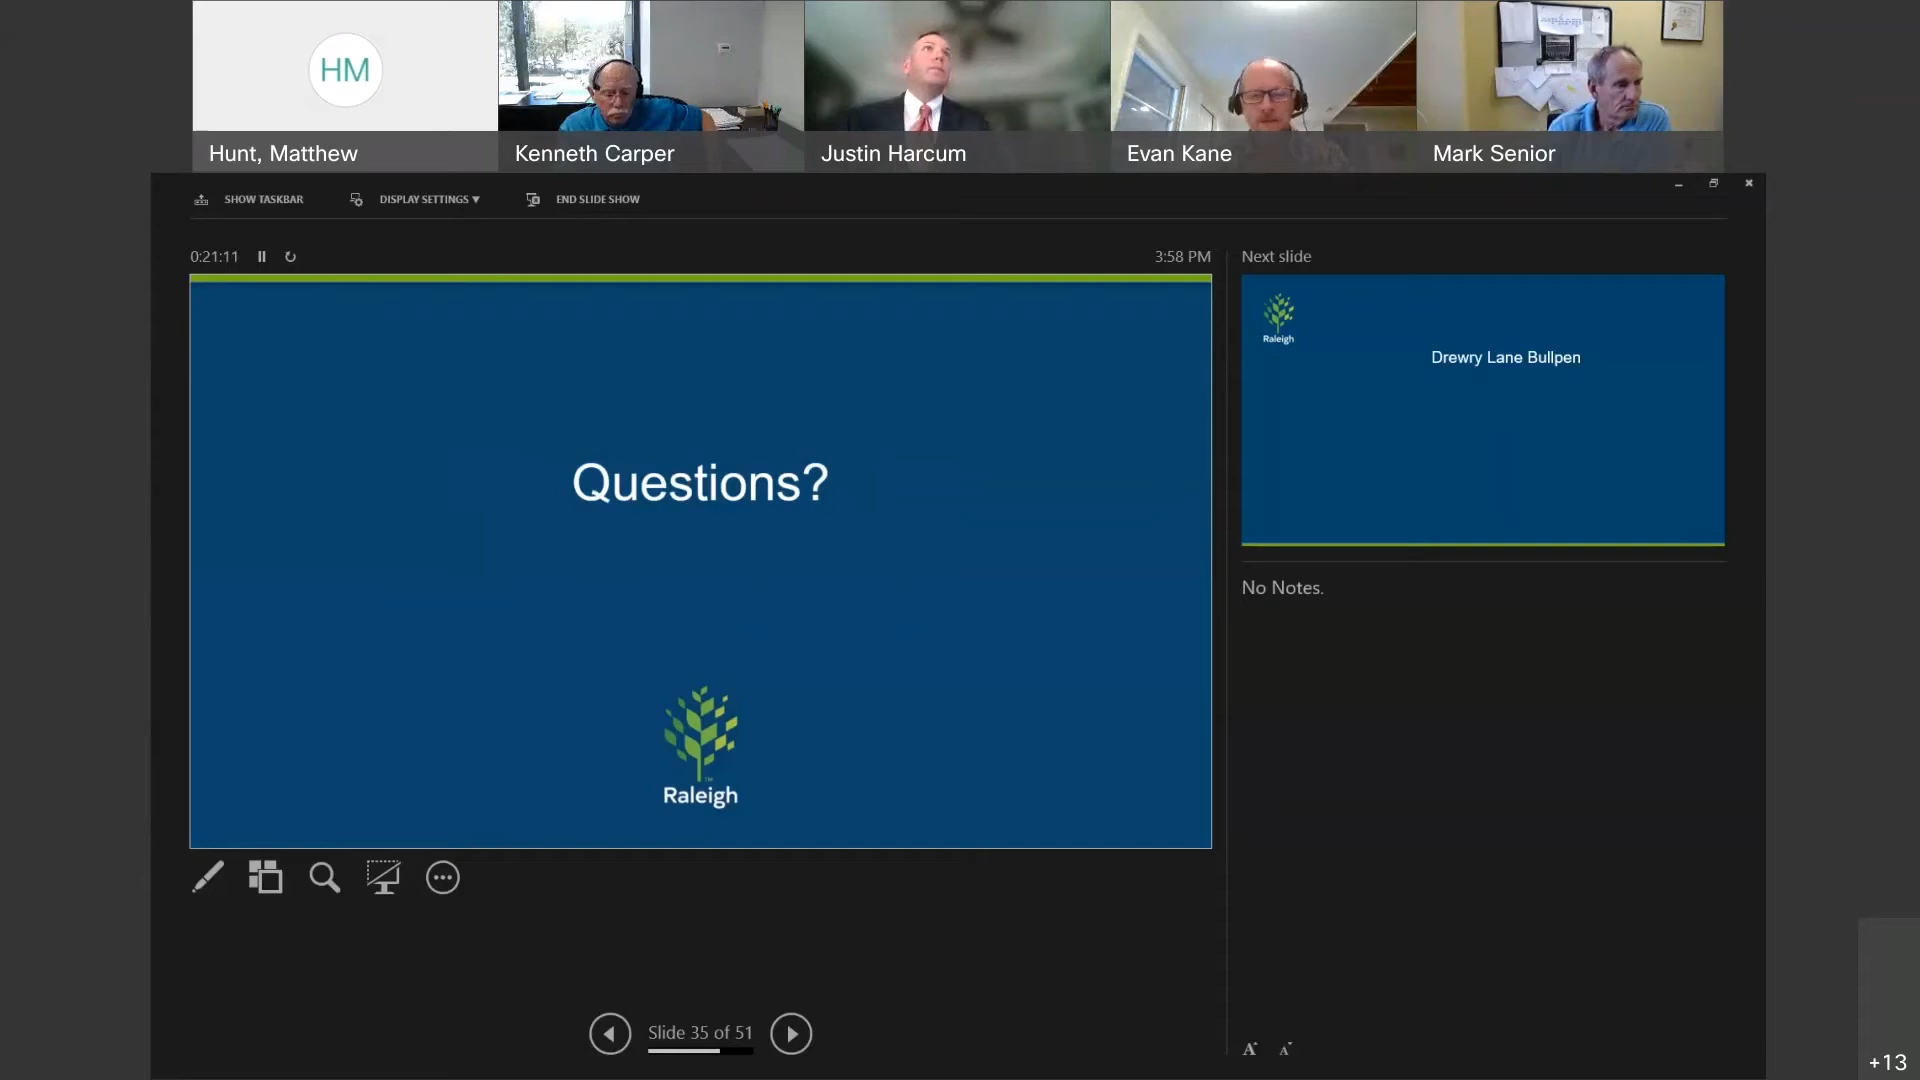 HM
Hunt, Matthew
Kenneth Carper
Justin Harcum
Evan Kane
Mark Senior
SHOW TASKBAR
DISPLAY SETTINGS ▼
END SLIDE SHOW
0:21:11
3:58 PM
Next slide
Questions?
Raleigh
TM
Raleigh
Drewry Lane Bullpen
No Notes.
Slide 35 of 51
A A
+13